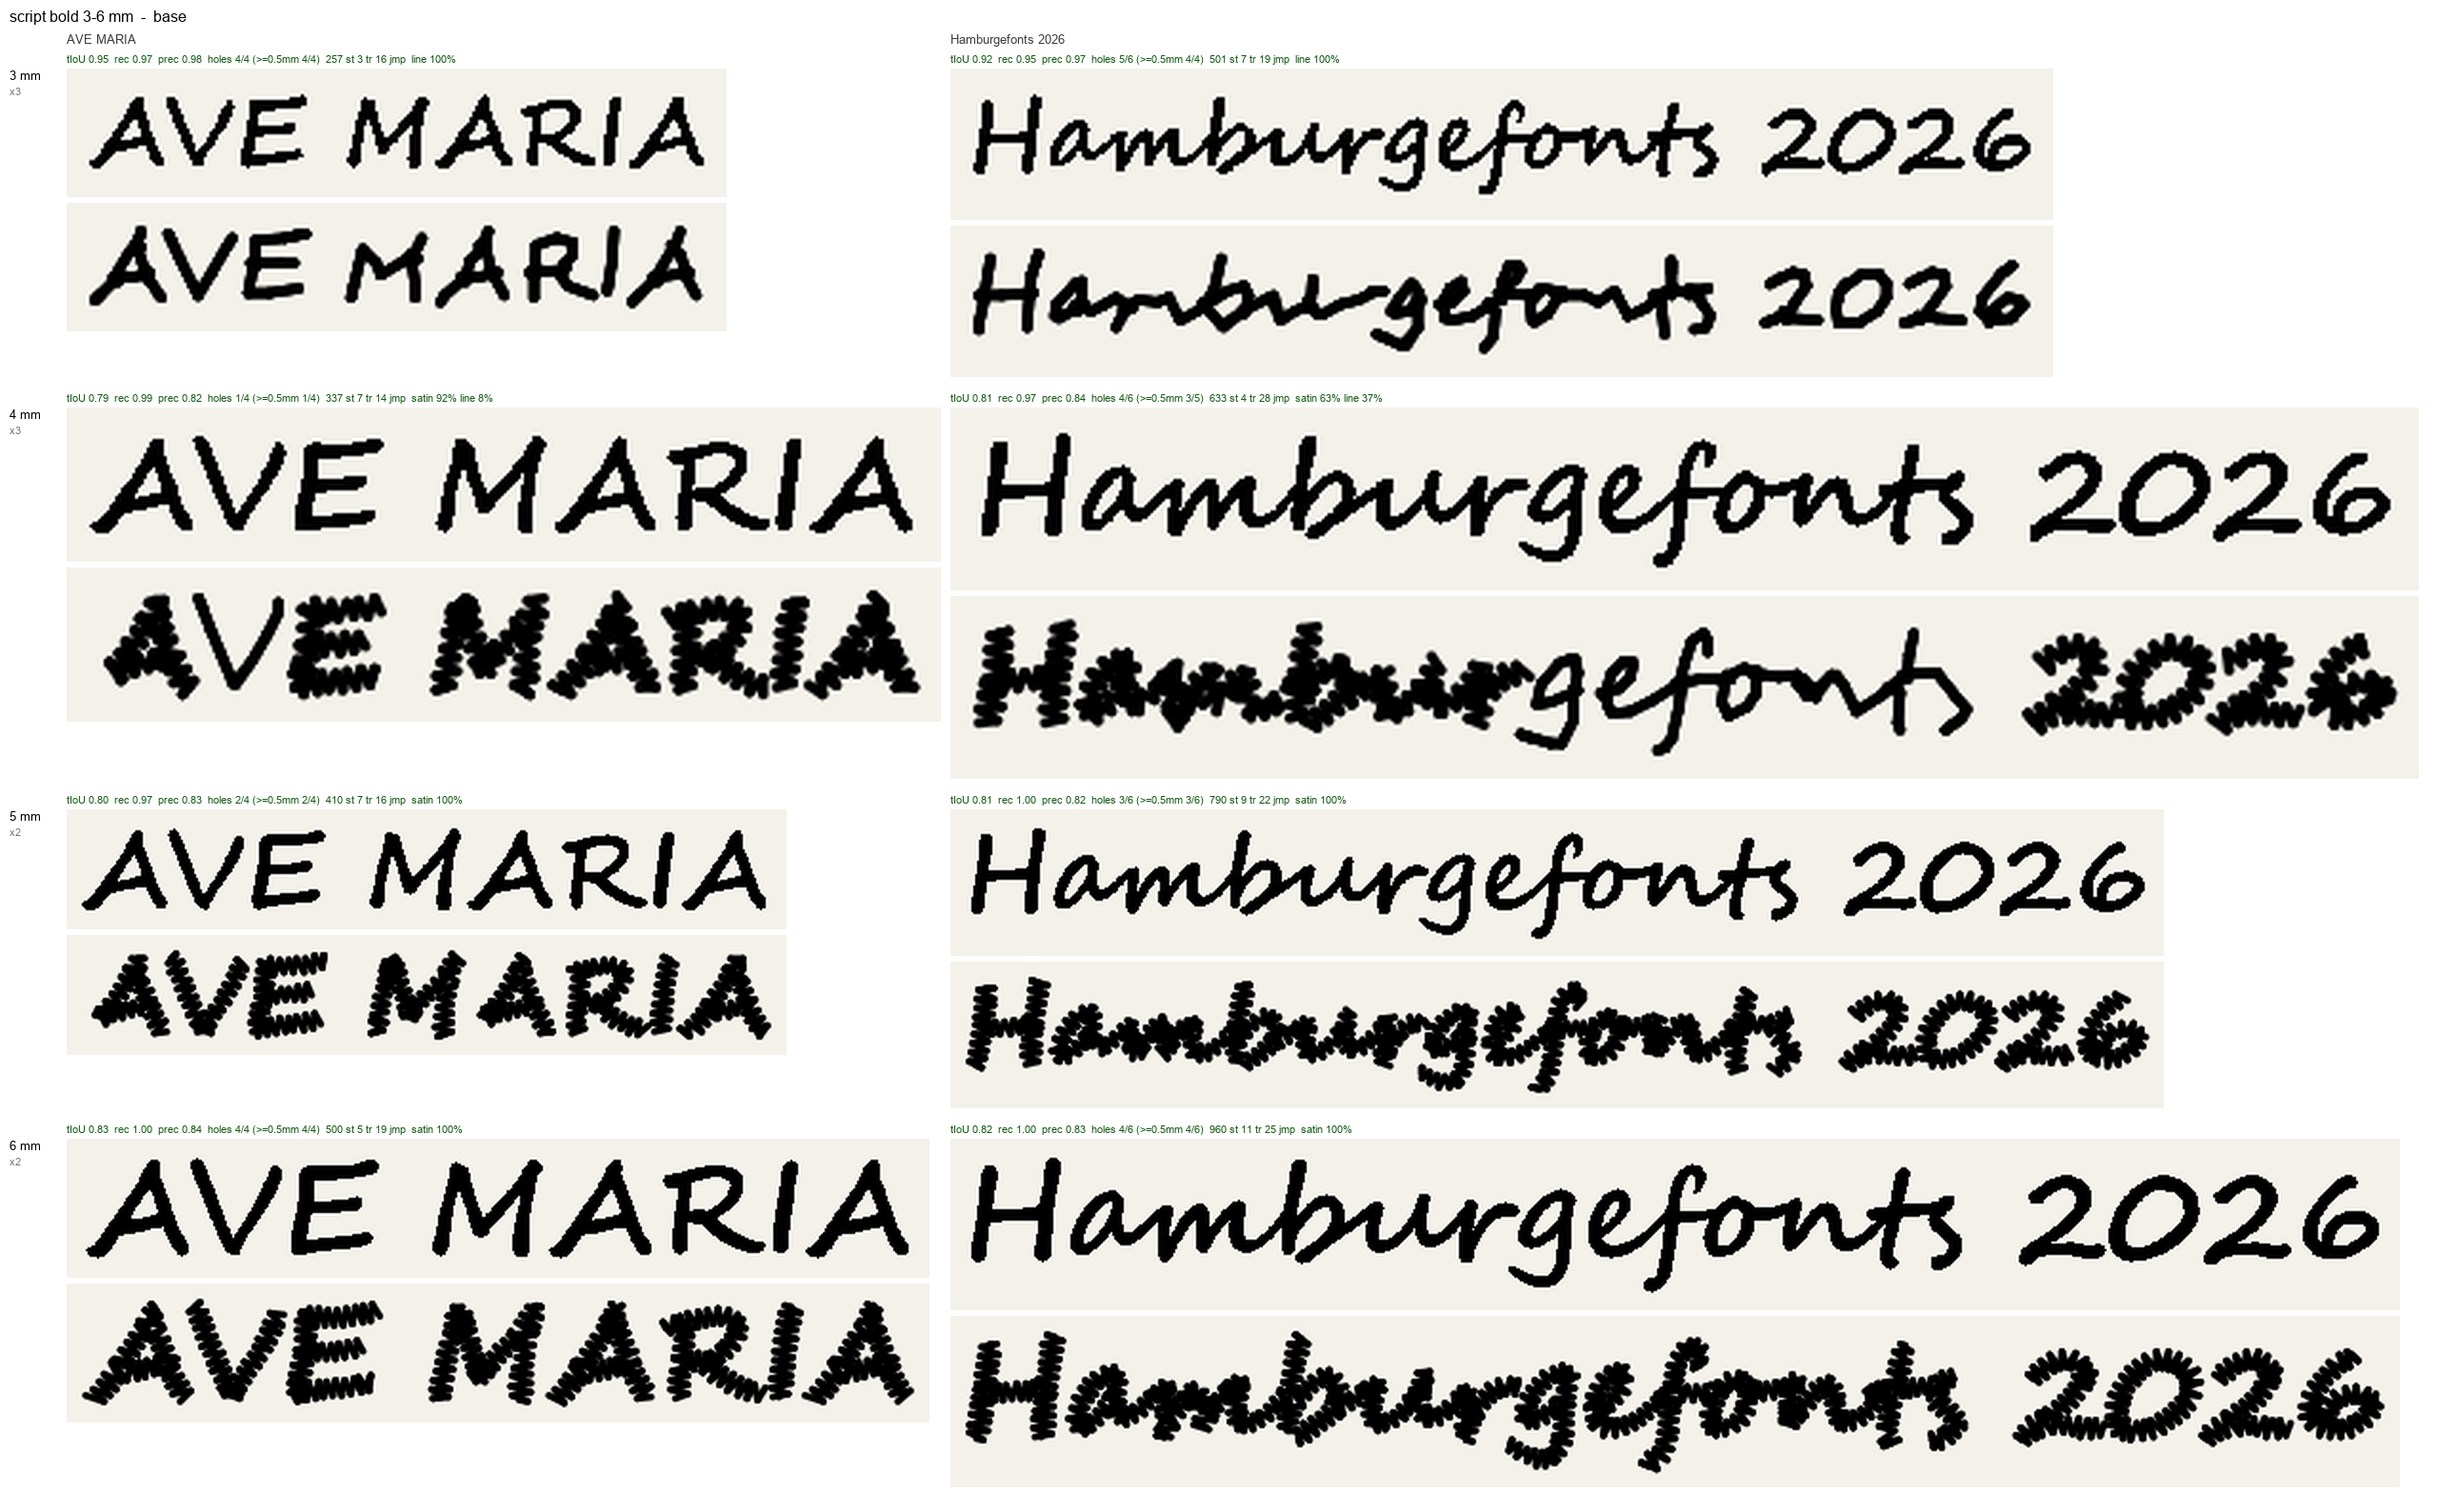 script bold 3-6 mm - base
AVE MARIA
tIoU 0.95 rec 0.97 prec 0.98 holes 4/4 (>=0.5mm 4/4) 257 st 3 tr 16 jmp line 100%
3 mm
x3
AVE MARIA
AVE MARIA
Hamburgefonts 2026
tIoU 0.92 rec 0.95 prec 0.97 holes 5/6 (>=0.5mm 4/4) 501 st 7 tr 19 jmp line 100%
Hamburgefonts 2026
Hamburgefonts 2026
tIoU 0.79 rec 0.99 prec 0.82 holes 1/4 (>=0.5mm 1/4) 337 st 7 tr 14 jmp satin 92% line 8%
4 mm
x3
AVE MARIA
AVE MARIA
tIoU 0.81 rec 0.97 prec 0.84 holes 4/6 (>=0.5mm 3/5) 633 st 4 tr 28 jmp satin 63% line 37%
Hamburgefonts 2026
Hamburgefonts 2026
tIoU 0.80 rec 0.97 prec 0.83 holes 2/4 (>=0.5mm 2/4) 410 st 7 tr 16 jmp satin 100%
5 mm
x2
AVE MARIA
AVE MARIA
tIoU 0.81 rec 1.00 prec 0.82 holes 3/6 (>=0.5mm 3/6) 790 st 9 tr 22 jmp satin 100%
Hamburgefonts 2026
Hamburgefonts 2026
tIoU 0.83 rec 1.00 prec 0.84 holes 4/4 (>=0.5mm 4/4) 500 st 5 tr 19 jmp satin 100%
6 mm
x2
AVE MARIA
AVE MARIA
tIoU 0.82 rec 1.00 prec 0.83 holes 4/6 (>=0.5mm 4/6) 960 st 11 tr 25 jmp satin 100%
Hamburgefonts 2026
Hamburgefonts 2026